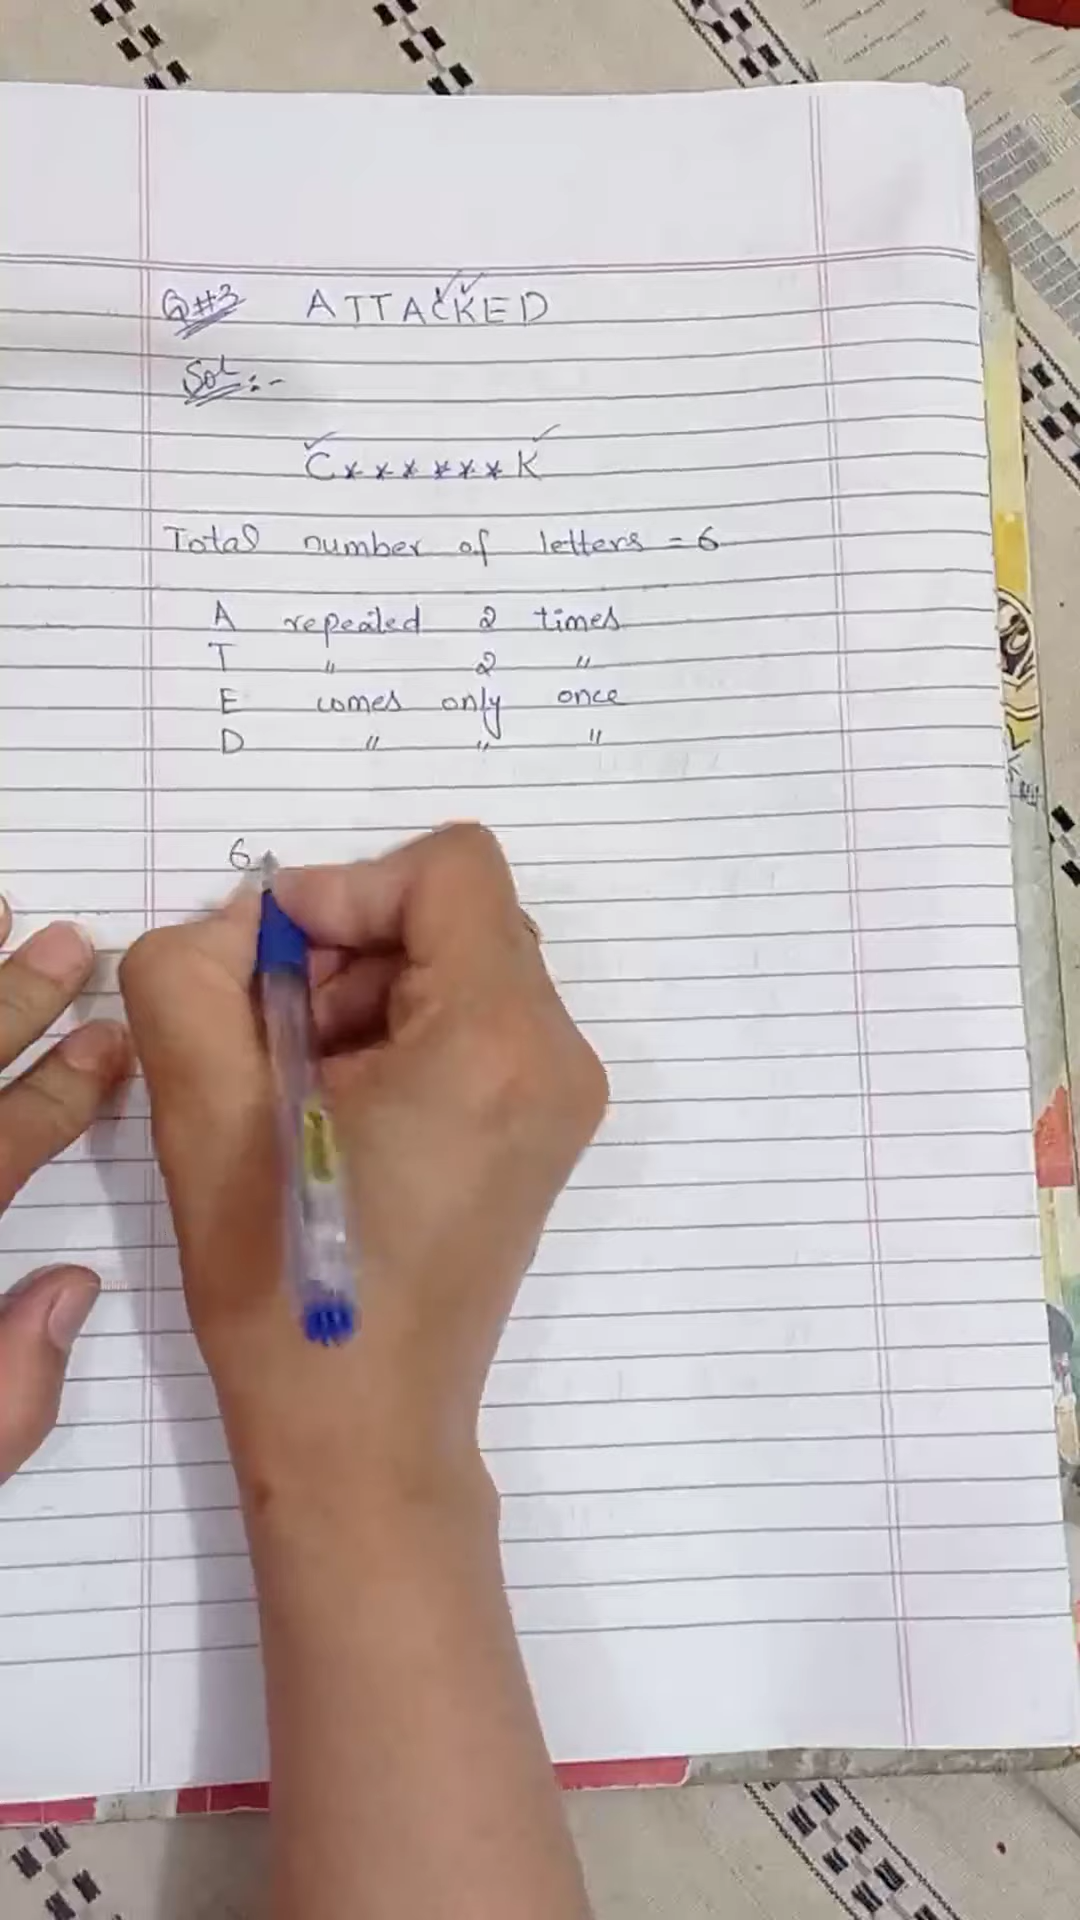 Q#3 ATTACKED
Sol:-
C******K
Total number of letters = 6
A repeated 2 times
T " 2 "
E comes only once
D " " "
6